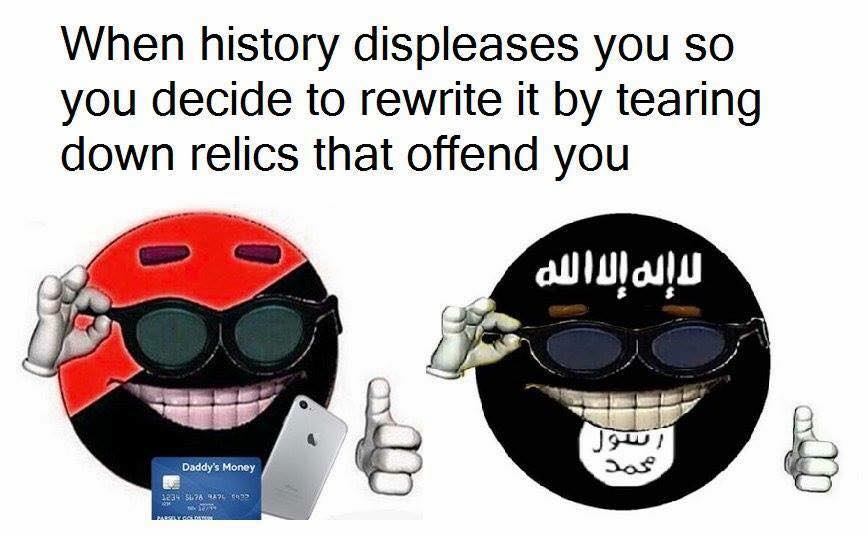 When history displeases you so
you decide to rewrite it by tearing
down relics that offend you
لا إله إلا الله
Daddy's Money
رسول
محمد